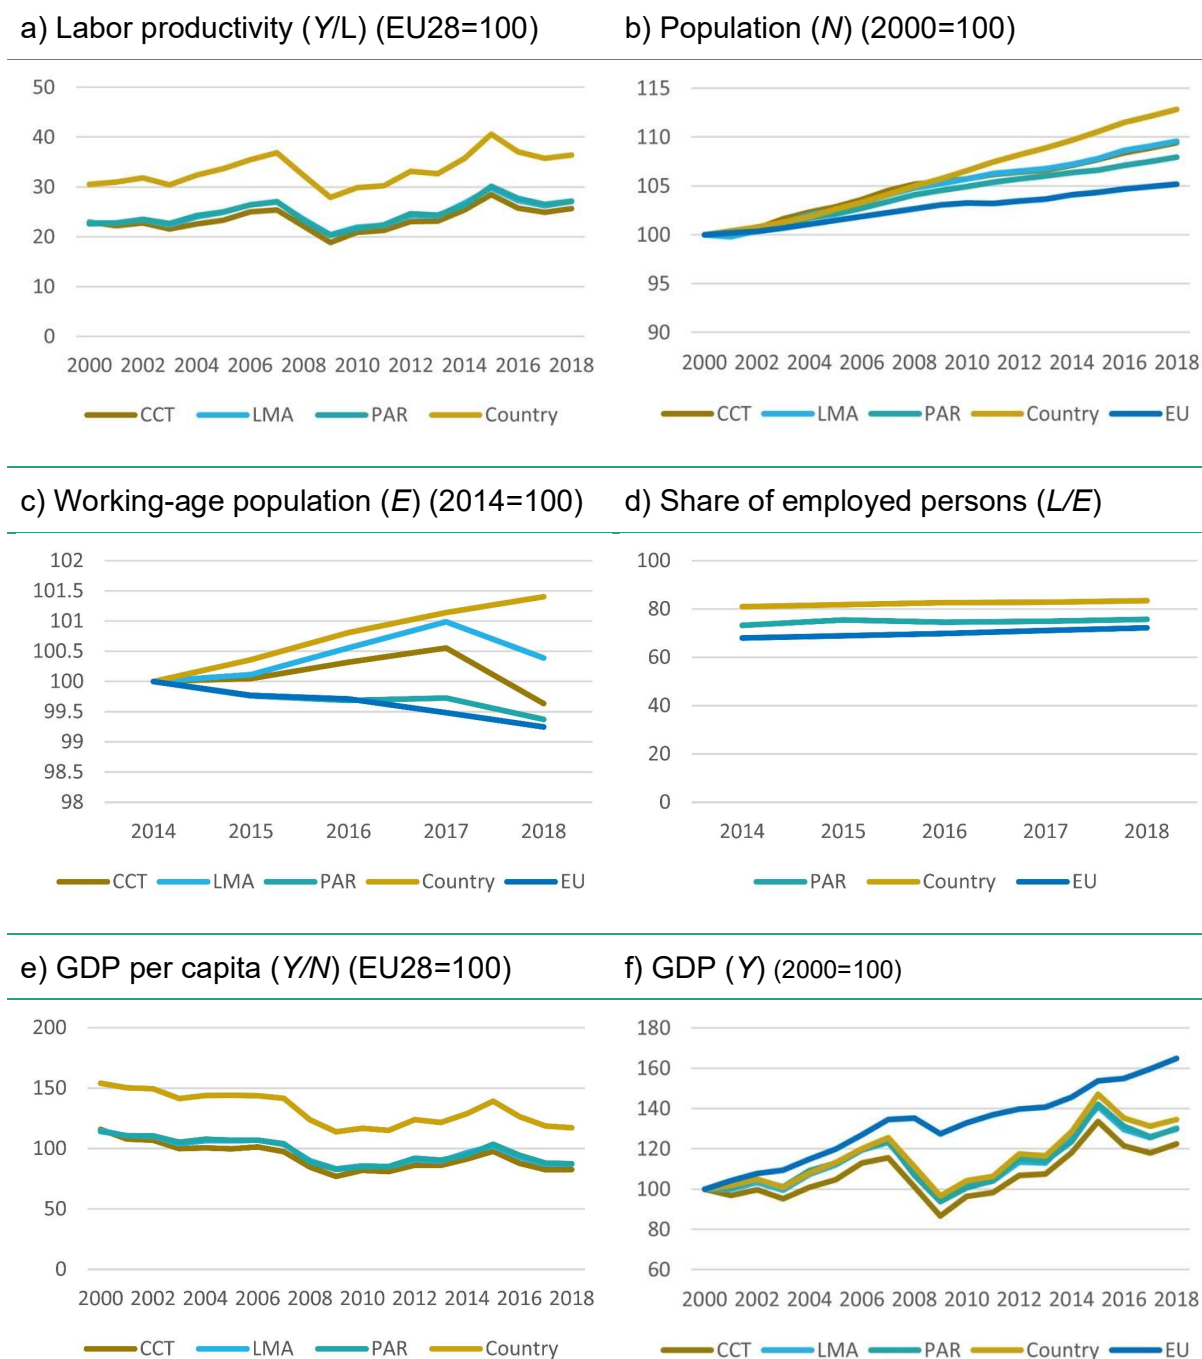 a) Labor productivity (Y/L) (EU28=100)
50
40
30
20
10
0
2000 2002 2004 2006 2008 2010 2012 2014 2016 2018
CCT LMA PAR Country
b) Population (N) (2000=100)
115
110
105
100
95
90
2000 2002 2004 2006 2008 2010 2012 2014 2016 2018
CCT LMA PAR Country EU
c) Working-age population (E) (2014=100)
102
101.5
101
100.5
100
99.5
99
98.5
98
2014 2015 2016 2017 2018
CCT LMA PAR Country EU
d) Share of employed persons (L/E)
100
80
60
40
20
0
2014 2015 2016 2017 2018
PAR Country EU
e) GDP per capita (Y/N) (EU28=100)
200
150
100
50
0
2000 2002 2004 2006 2008 2010 2012 2014 2016 2018
CCT LMA PAR Country
f) GDP (Y) (2000=100)
180
160
140
120
100
80
60
2000 2002 2004 2006 2008 2010 2012 2014 2016 2018
CCT LMA PAR Country EU